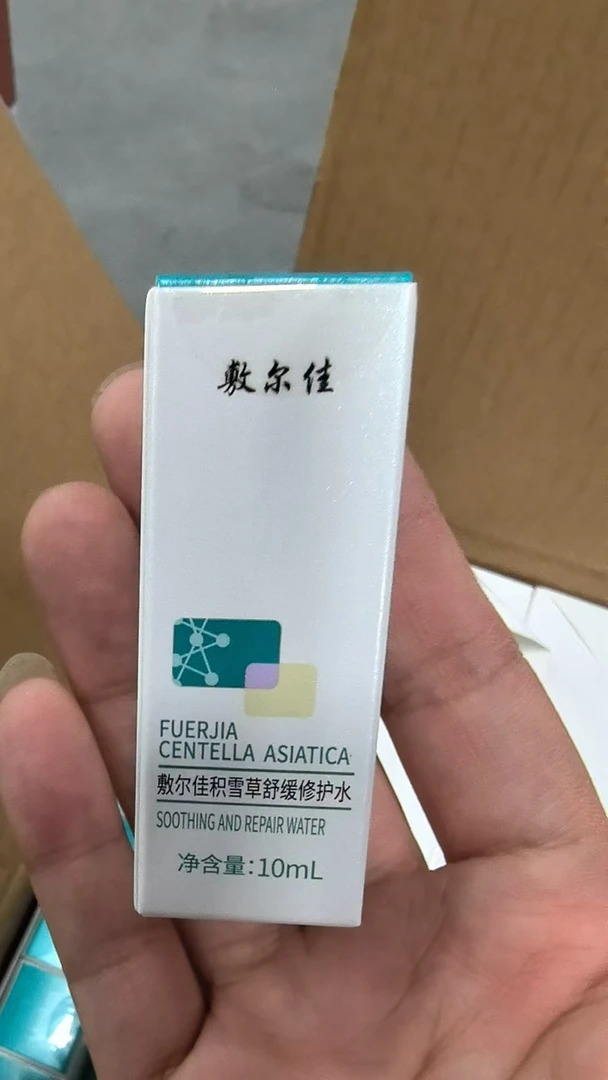 敷尔佳
FUERJIA
CENTELLA ASIATICA
敷尔佳积雪草舒缓修护水
SOOTHING AND REPAIR WATER
净含量:10mL